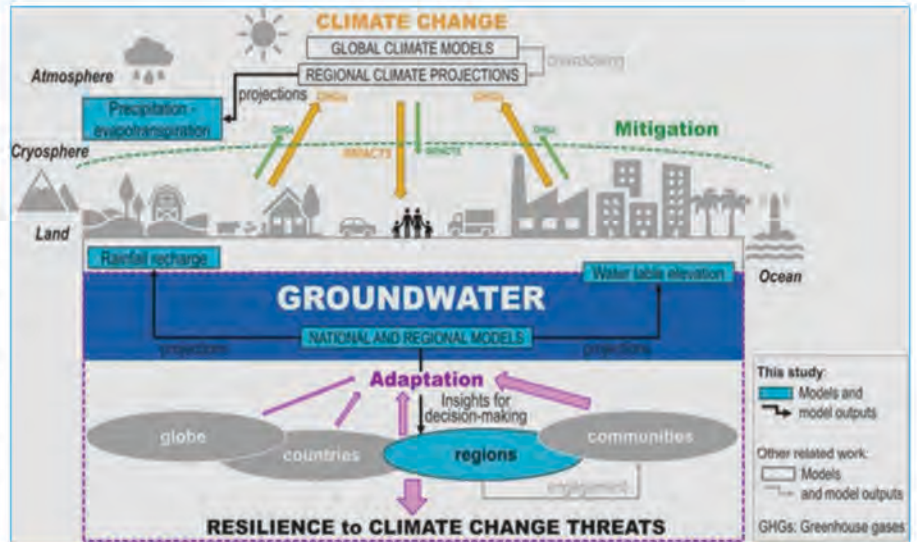 CLIMATE CHANGE
GLOBAL CLIMATE MODELS
REGIONAL CLIMATE PROJECTIONS
downscaling
Atmosphere
projections
GHGs
GHGs
Precipitation -
evapotranspiration
GHGs
GHGs
Mitigation
IMPACTS
IMPACTS
Cryosphere
Land
Rainfall recharge
Water table elevation
Ocean
GROUNDWATER
NATIONAL AND REGIONAL MODELS
projections
projections
Adaptation
Insights for
decision-making
globe
countries
regions
communities
engagement
RESILIENCE to CLIMATE CHANGE THREATS
This study:
Models and
model outputs
Other related work:
Models
and model outputs
GHGs: Greenhouse gases